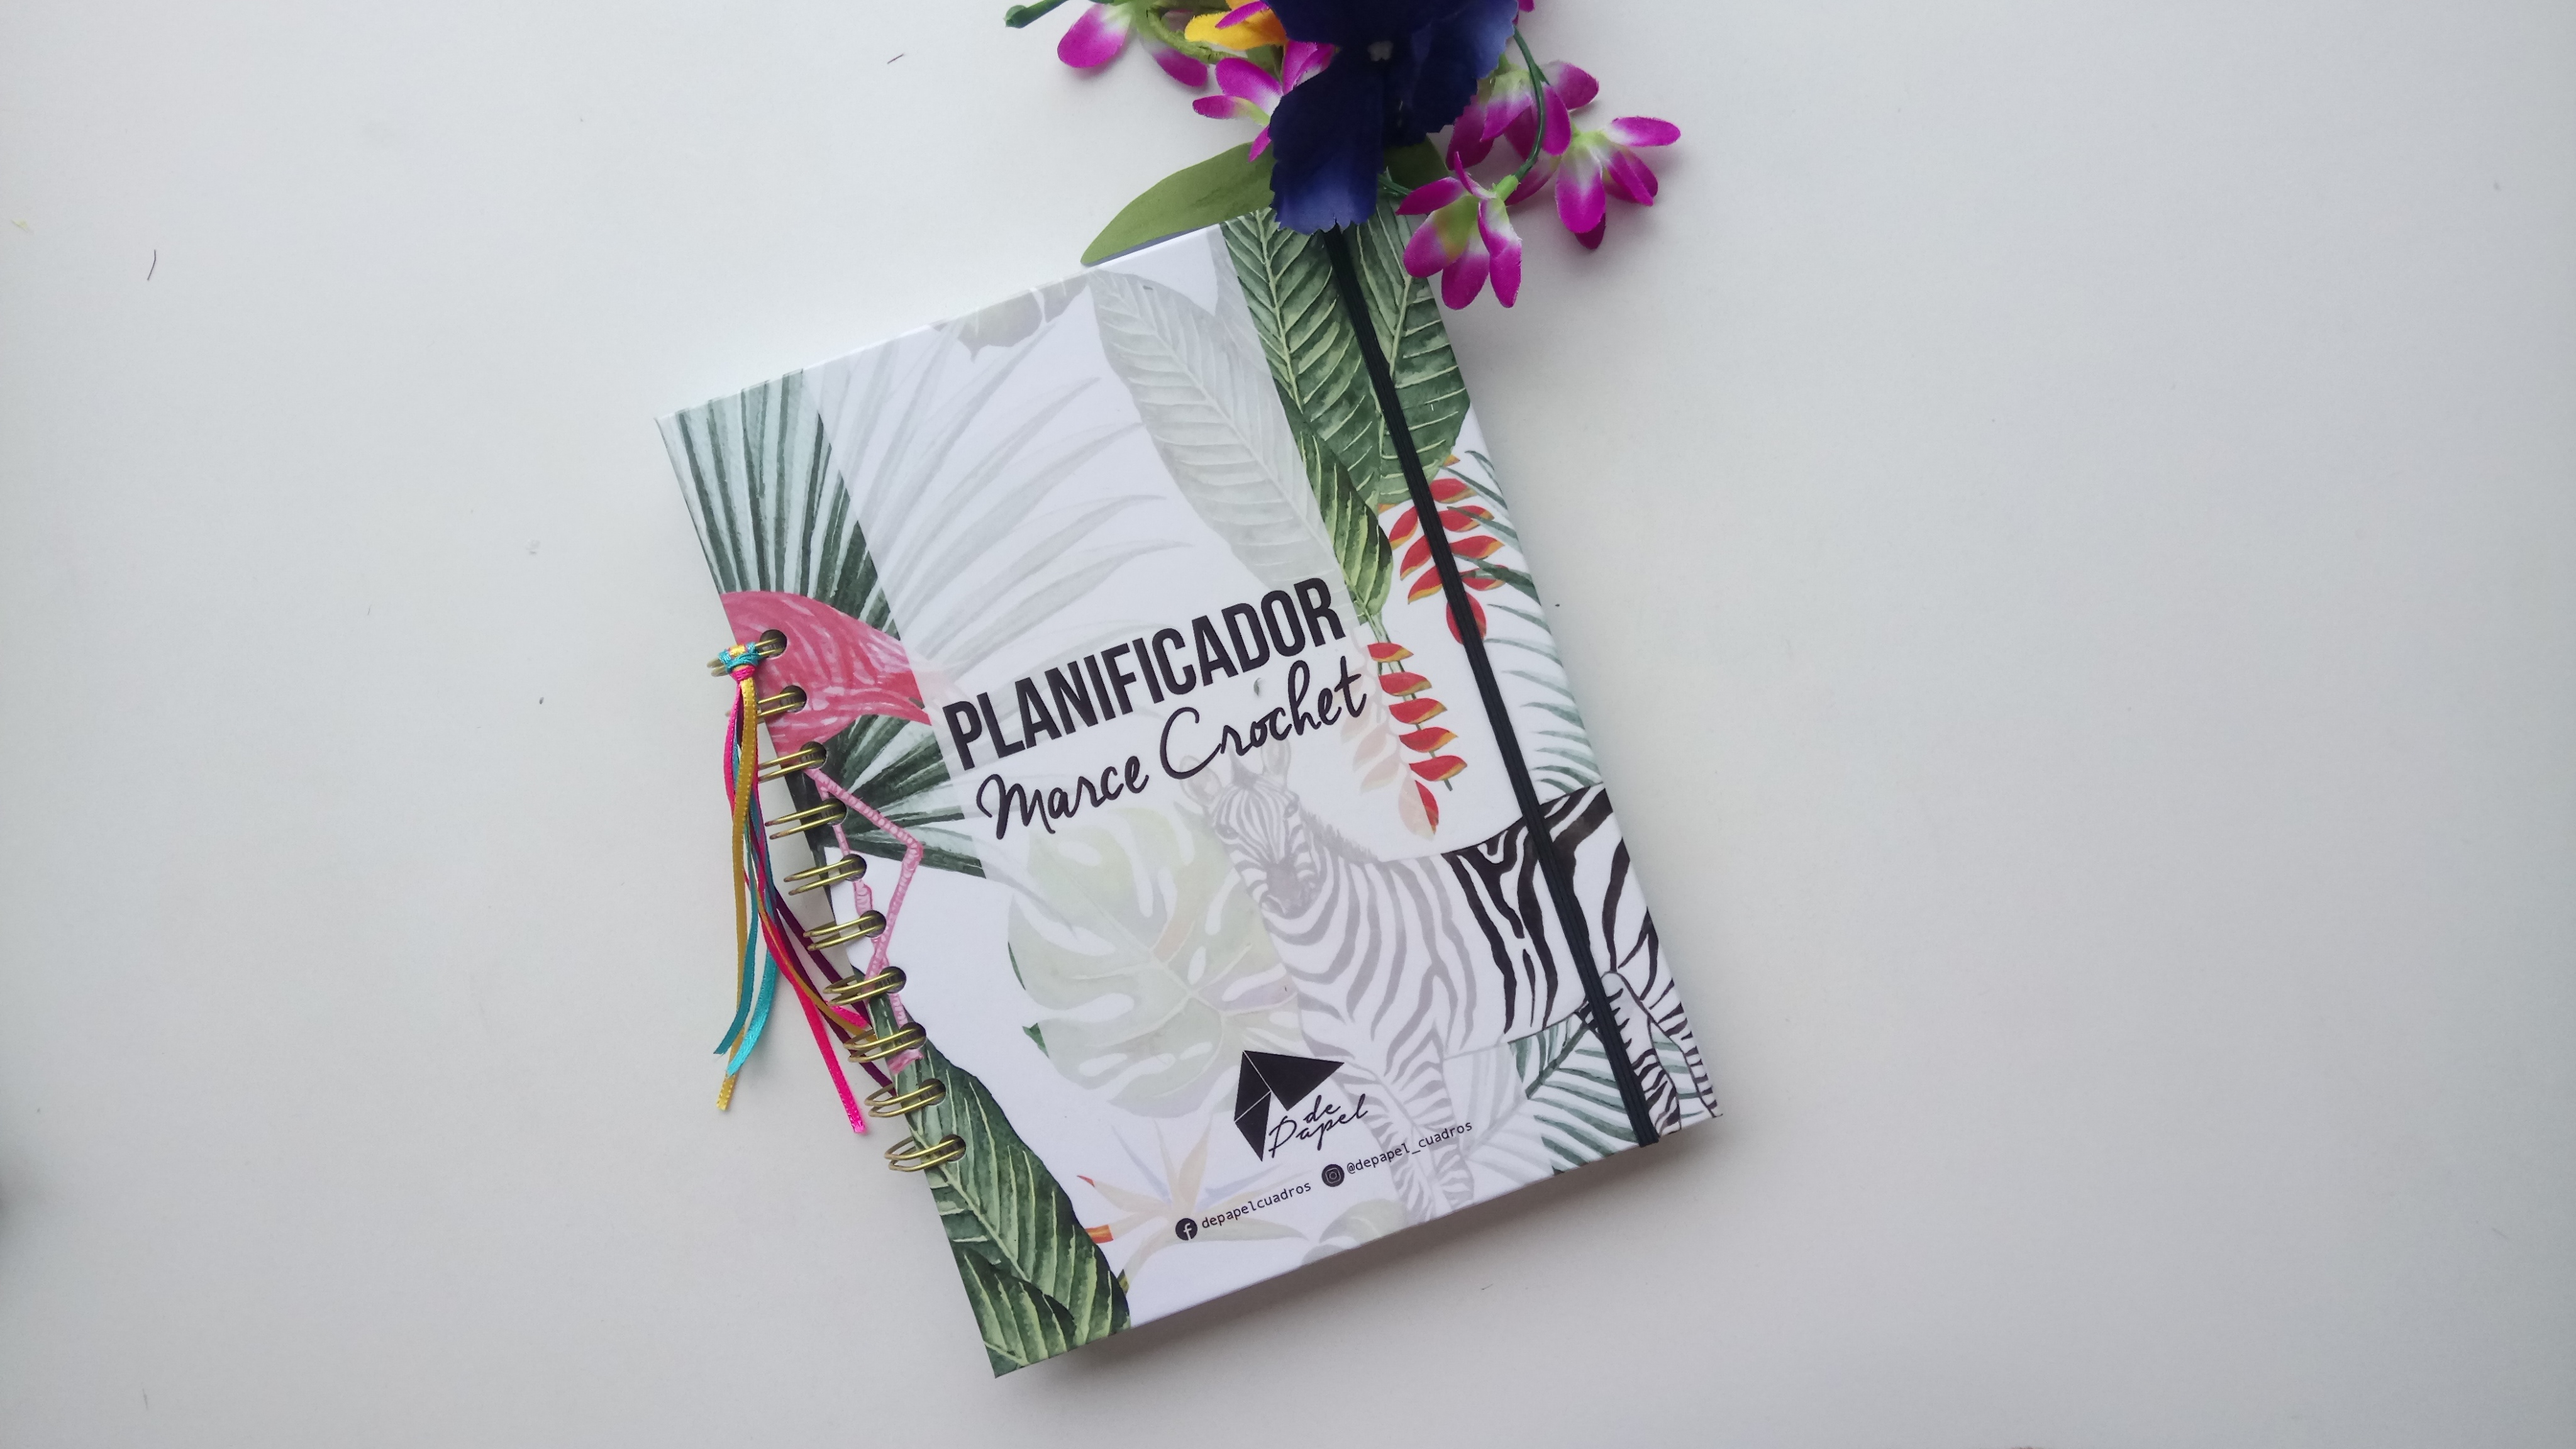 PLANIFICADOR
Marce Crochet
de
Papel
depapelcuadros @depapel_cuadros